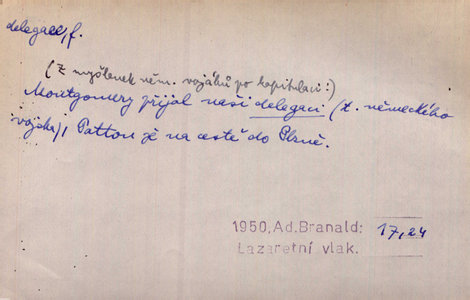 delegace, f.
(Z myšlenek něm. vojáků po kapitulaci:)
Montgomery přijal naši delegaci (t. německého
vojska), Patton je na cestě do Plzně.
1950, Ad. Branald: 17,24
Lazaretní vlak.